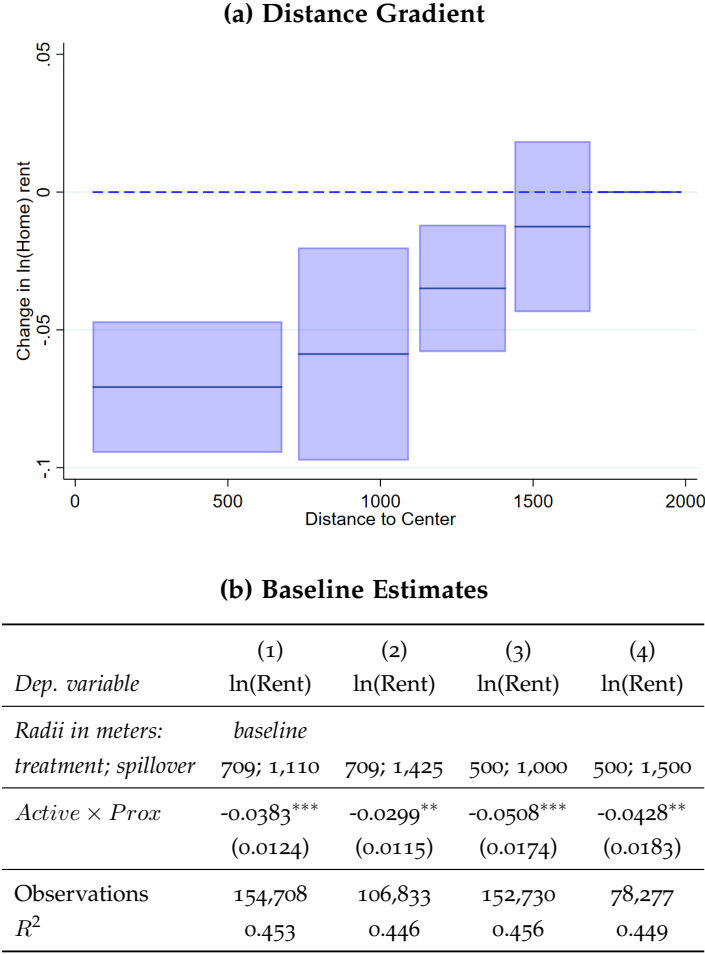 (a) Distance Gradient
.05
0
-.05
-.1
Change in ln(Home) rent
0 500 1000 1500 2000
Distance to Center
(b) Baseline Estimates
(1) (2) (3) (4)
Dep. variable ln(Rent) ln(Rent) ln(Rent) ln(Rent)
Radii in meters: baseline
treatment; spillover 709; 1,110 709; 1,425 500; 1,000 500; 1,500
Active × Prox -0.0383*** -0.0299** -0.0508*** -0.0428**
(0.0124) (0.0115) (0.0174) (0.0183)
Observations 154,708 106,833 152,730 78,277
R² 0.453 0.446 0.456 0.449